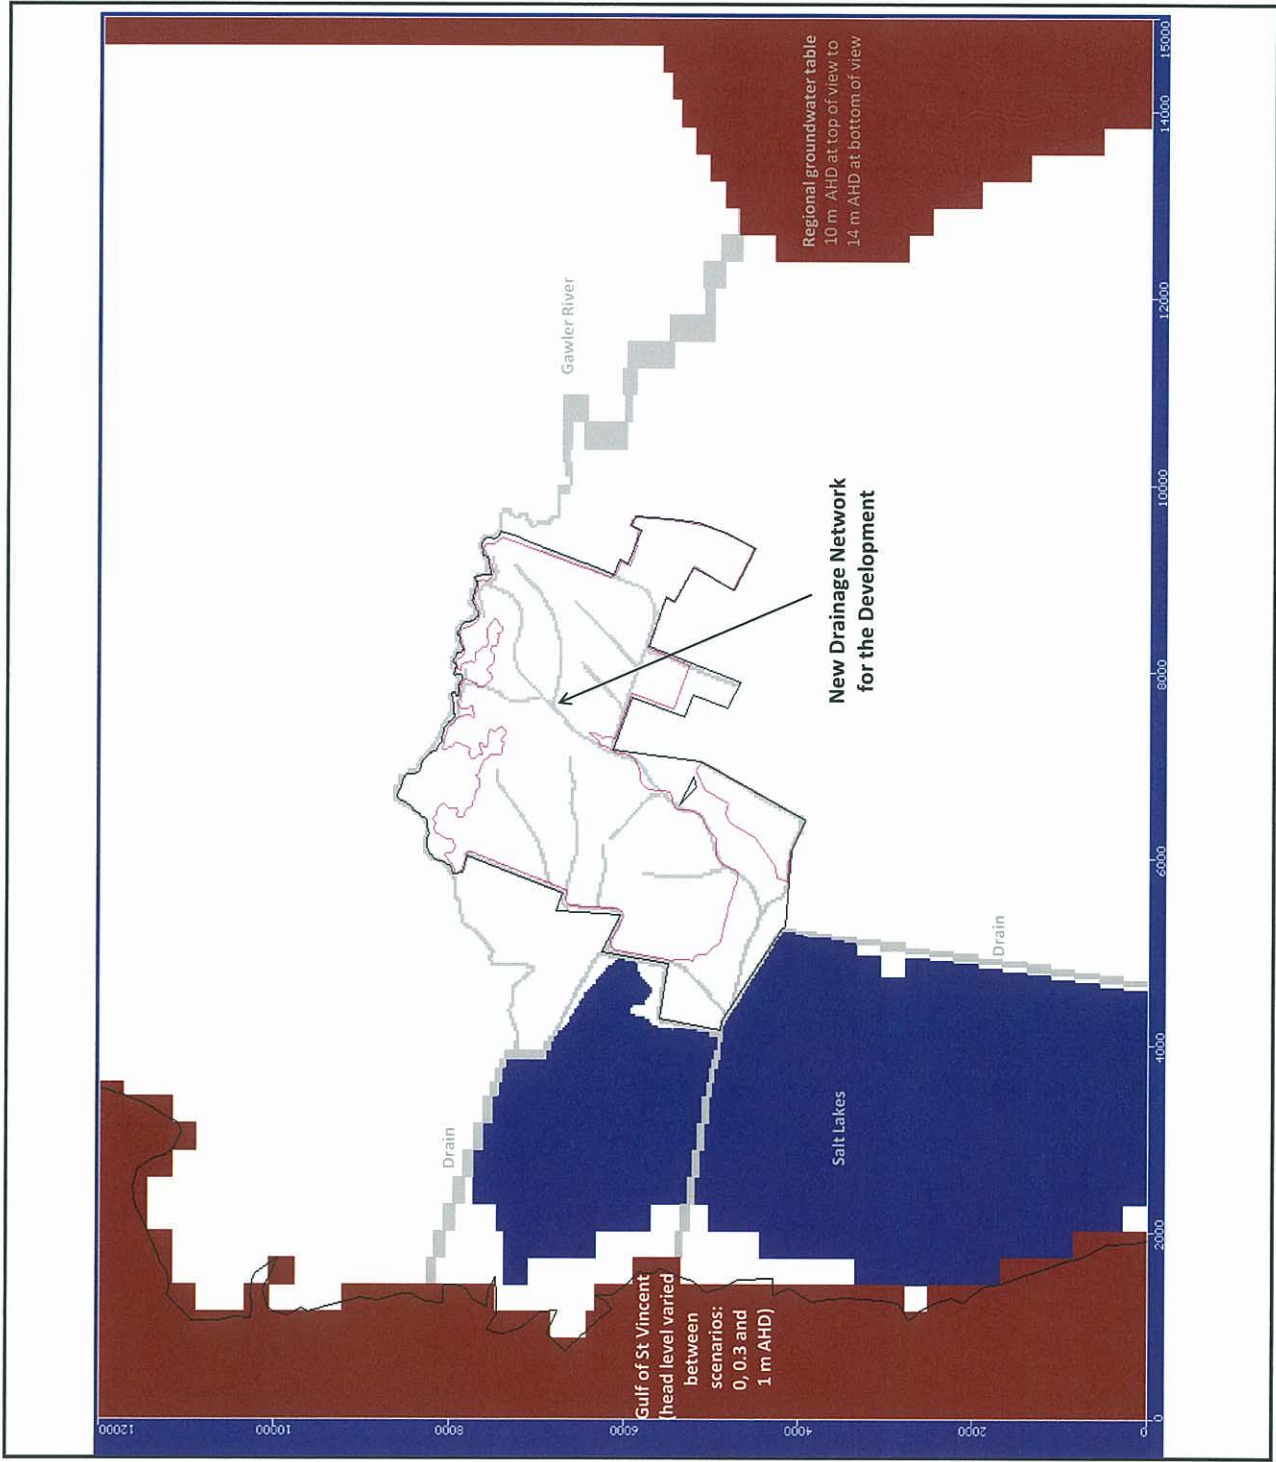 Regional groundwater table
10 m AHD at top of view to
14 m AHD at bottom of view
Gawler River
New Drainage Network
for the Development
Drain
Drain
Salt Lakes
Gulf of St Vincent
(head level varied
between
scenarios:
0, 0.3 and
1 m AHD)
12000
10000
8000
6000
4000
2000
0
0
2000
4000
6000
8000
10000
12000
14000
15000